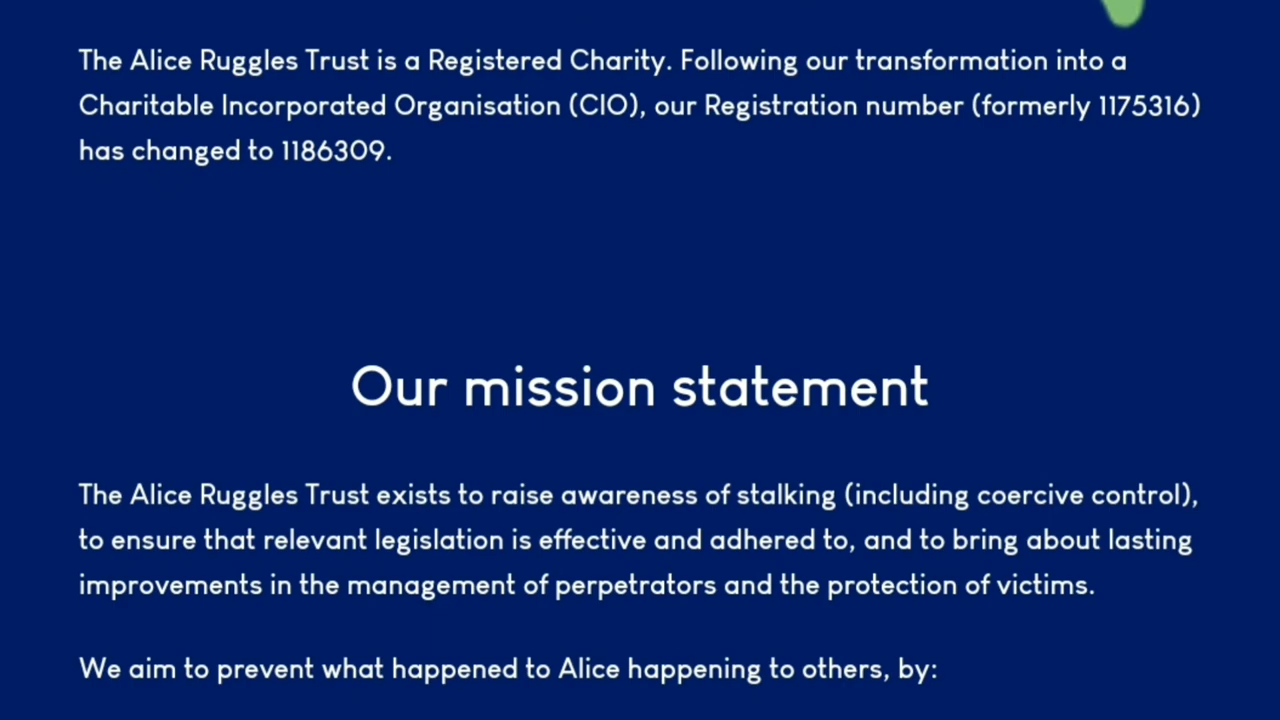 The Alice Ruggles Trust is a Registered Charity. Following our transformation into a
Charitable Incorporated Organisation (CIO), our Registration number (formerly 1175316)
has changed to 1186309.
Our mission statement
The Alice Ruggles Trust exists to raise awareness of stalking (including coercive control),
to ensure that relevant legislation is effective and adhered to, and to bring about lasting
improvements in the management of perpetrators and the protection of victims.
We aim to prevent what happened to Alice happening to others, by: